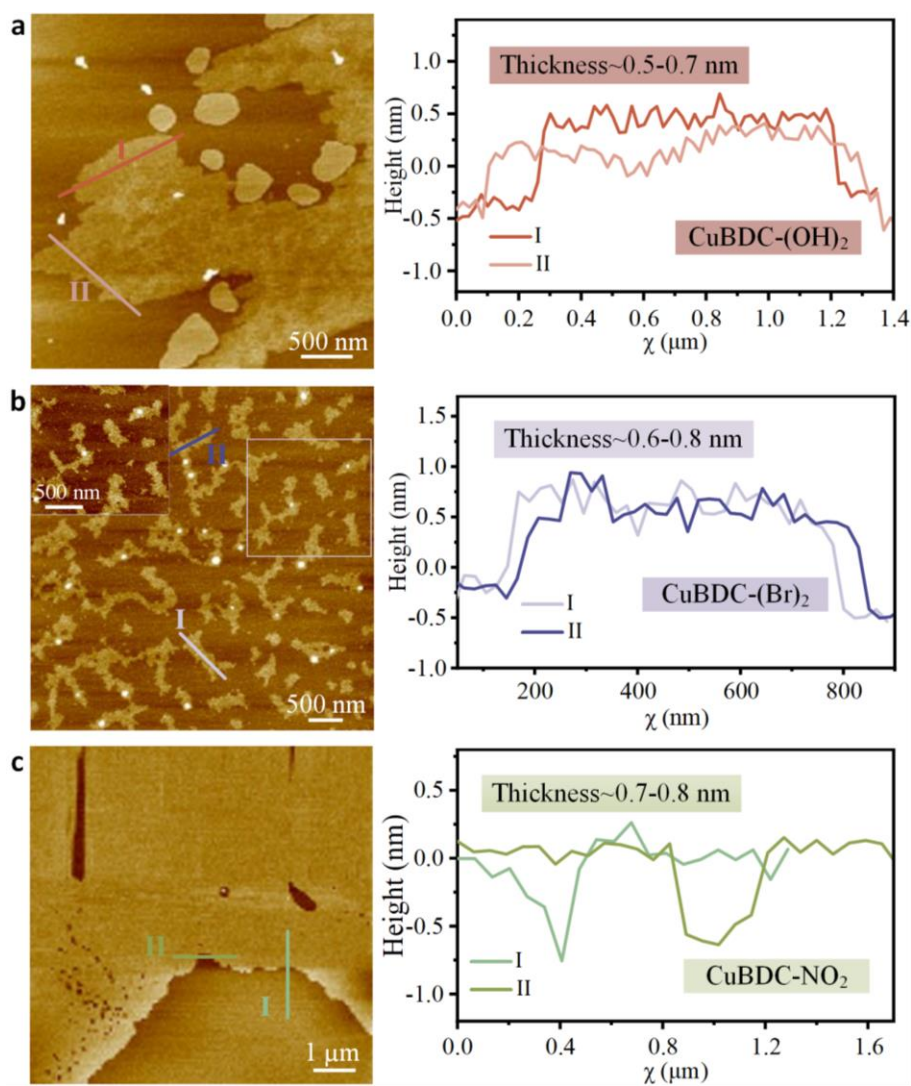 a
I
II
500 nm
Height (nm)
1.0
0.5
0.0
-0.5
-1.0
Thickness~0.5-0.7 nm
CuBDC-(OH)₂
I
II
0.0 0.2 0.4 0.6 0.8 1.0 1.2 1.4
χ (μm)
b
500 nm
II
I
500 nm
Height (nm)
1.5
1.0
0.5
0.0
-0.5
-1.0
Thickness~0.6-0.8 nm
CuBDC-(Br)₂
I
II
200 400 600 800
χ (nm)
c
II
I
1 μm
Height (nm)
0.5
0.0
-0.5
-1.0
Thickness~0.7-0.8 nm
CuBDC-NO₂
I
II
0.0 0.4 0.8 1.2 1.6
χ (μm)